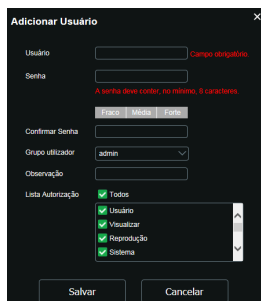 Adicionar Usuário
Usuário Campo obrigatório.
Senha
A senha deve conter, no mínimo, 8 caracteres.
Fraco Média Forte
Confirmar Senha
Grupo utilizador admin
Observação
Lista Autorização Todos
Usuário
Visualizar
Reprodução
Sistema
Salvar Cancelar